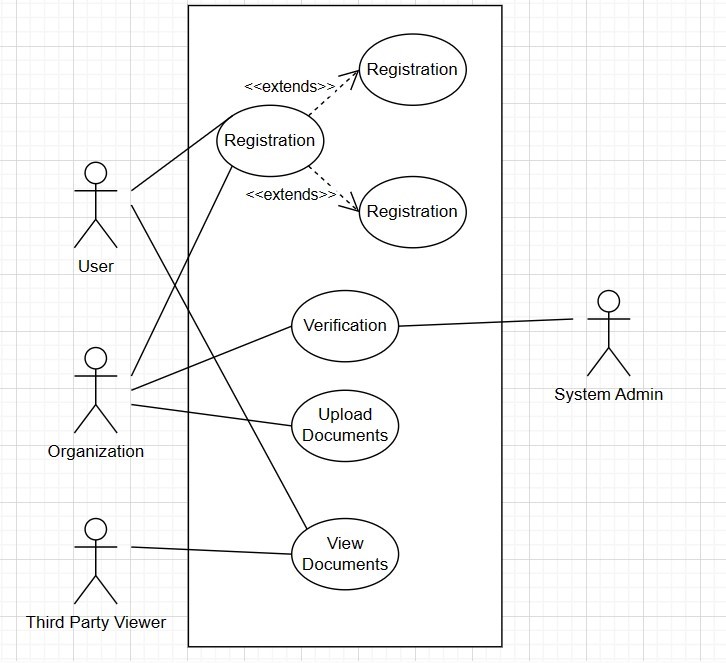 Registration
<<extends>>
Registration
<<extends>>
Registration
User
Verification
System Admin
Upload
Documents
Organization
View
Documents
Third Party Viewer